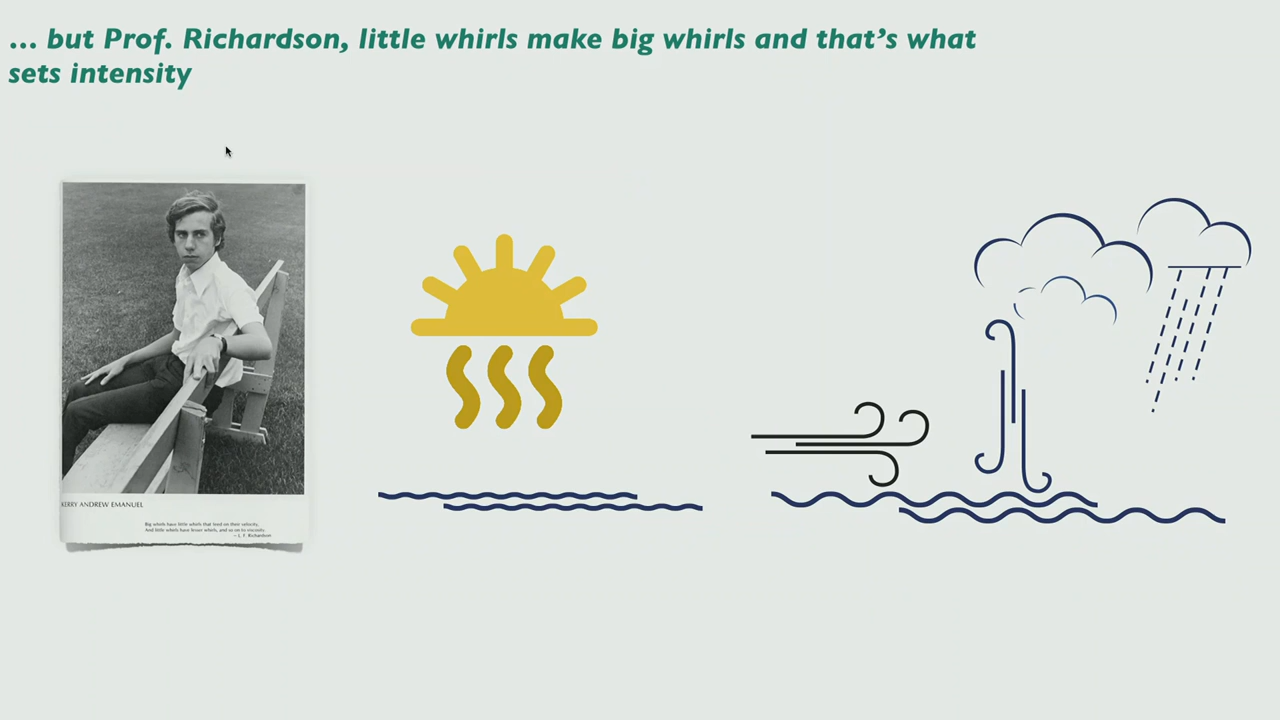 ... but Prof. Richardson, little whirls make big whirls and that's what
sets intensity
KERRY ANDREW EMANUEL
Big whirls have little whirls that feed on their velocity,
And little whirls have lesser whirls, and so on to viscosity.
— L. F. Richardson